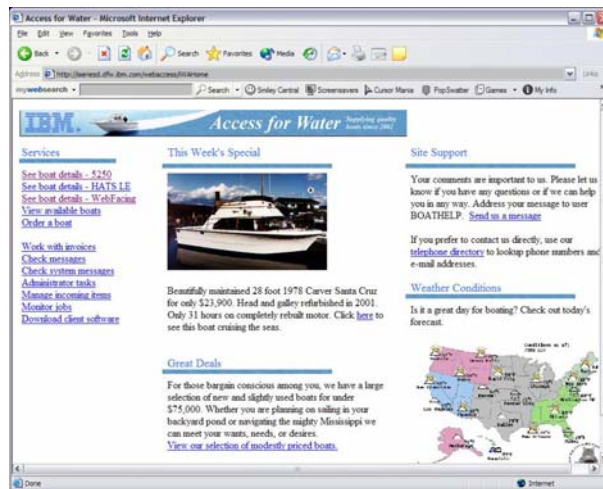 Access for Water - Microsoft Internet Explorer
File Edit View Favorites Tools Help
Back Search Favorites Media
Address http://iseriesd.dfw.ibm.com/webaccess/iWAHome Links
mywebsearch Search Smiley Central Screensavers Cursor Mania PopSwatter Games My Info
IBM. Access for Water Supplying quality
boats since 2002
Services
See boat details - 5250
See boat details - HATS LE
See boat details - WebFacing
View available boats
Order a boat
Work with invoices
Check messages
Check system messages
Administrator tasks
Manage incoming items
Monitor jobs
Download client software
This Week's Special
Beautifully maintained 28 foot 1978 Carver Santa Cruz
for only $23,900. Head and galley refurbished in 2001.
Only 31 hours on completely rebuilt motor. Click here to
see this boat cruising the seas.
Great Deals
For those bargain conscious among you, we have a large
selection of new and slightly used boats for under
$75,000. Whether you are planning on sailing in your
backyard pond or navigating the mighty Mississippi we
can meet your wants, needs, or desires.
View our selection of modestly priced boats.
Site Support
Your comments are important to us. Please let us
know if you have any questions or if we can help
you in any way. Address your message to user
BOATHELP. Send us a message
If you prefer to contact us directly, use our
telephone directory to lookup phone numbers and
e-mail addresses.
Weather Conditions
Is it a great day for boating? Check out today's
forecast.
Conditions as of:
Done Internet